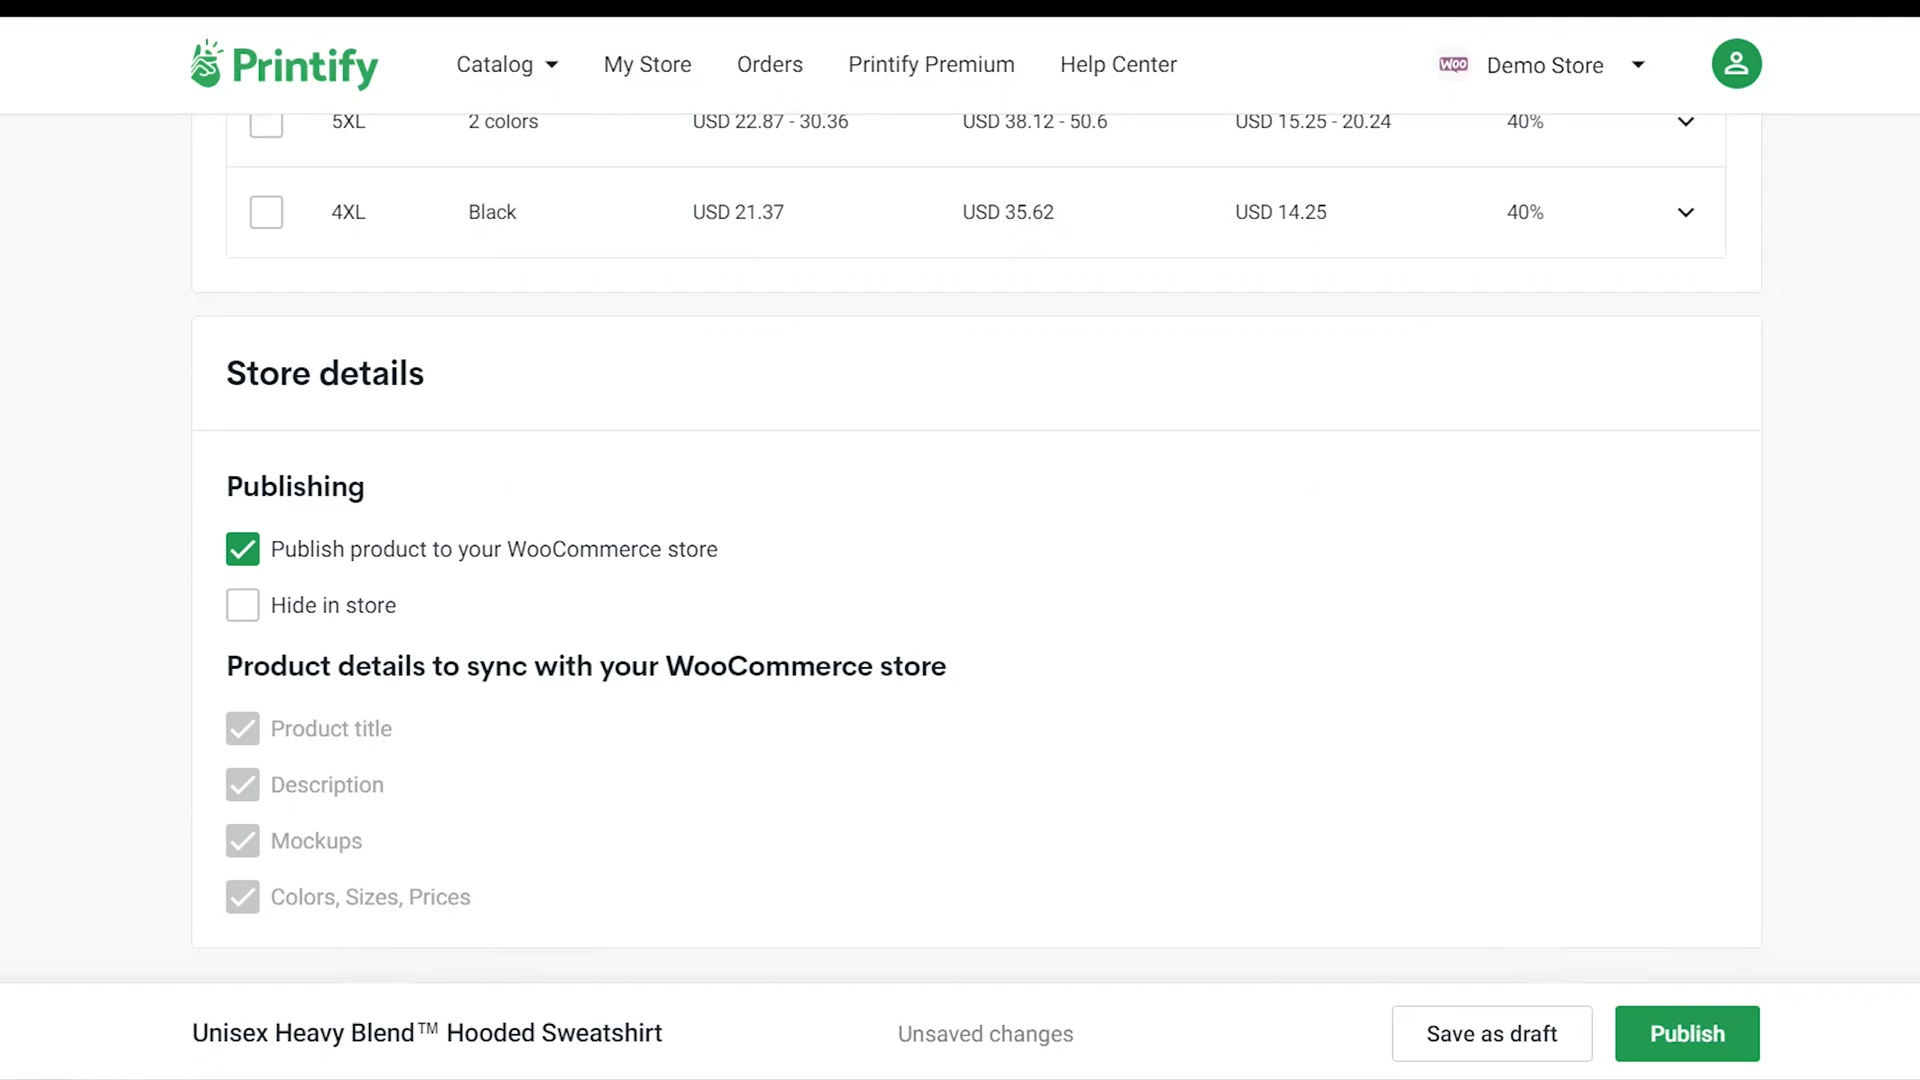 Printify Catalog My Store Orders Printify Premium Help Center WOO Demo Store
5XL 2 colors USD 22.87 - 30.36 USD 38.12 - 50.6 USD 15.25 - 20.24 40%
4XL Black USD 21.37 USD 35.62 USD 14.25 40%
Store details
Publishing
Publish product to your WooCommerce store
Hide in store
Product details to sync with your WooCommerce store
Product title
Description
Mockups
Colors, Sizes, Prices
Unisex Heavy Blend™ Hooded Sweatshirt Unsaved changes Save as draft Publish